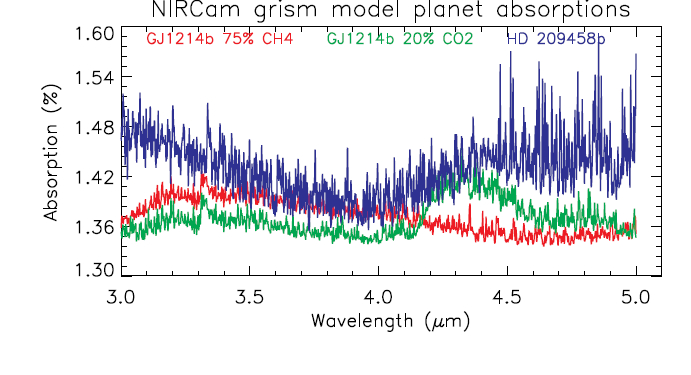 NIRCam grism model planet absorptions
GJ1214b 75% CH4 GJ1214b 20% CO2 HD 209458b
1.60
1.54
1.48
1.42
1.36
1.30
Absorption (%)
3.0 3.5 4.0 4.5 5.0
Wavelength (μm)